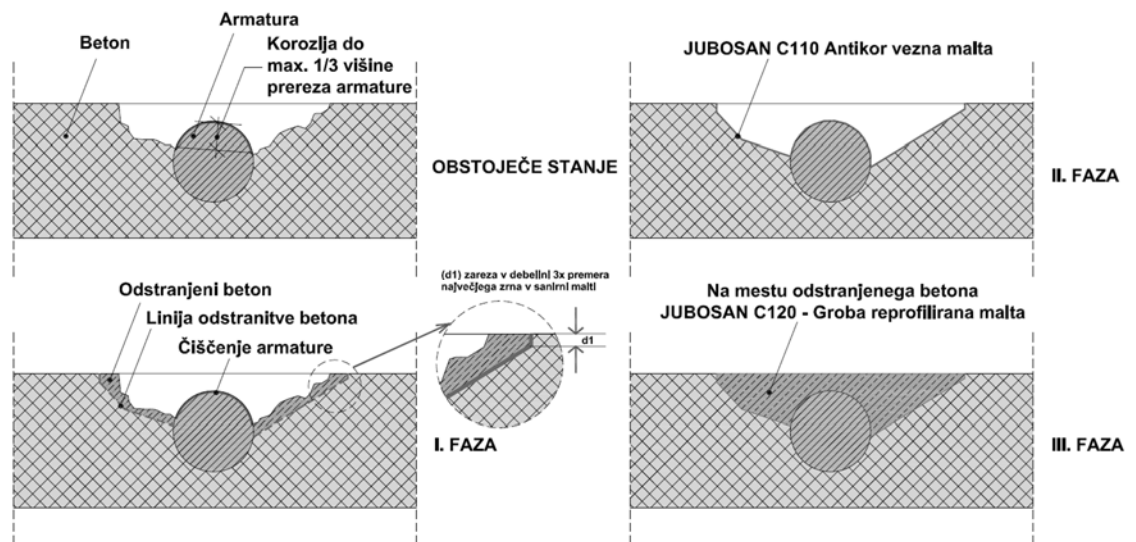 Armatura
Beton
Korozija do
max. 1/3 višine
prereza armature
OBSTOJEČE STANJE
JUBOSAN C110 Antikor vezna malta
II. FAZA
(d1) zareza v debelini 3x premera
največjega zrna v sanirni malti
d1
Odstranjeni beton
Linija odstranitve betona
Čiščenje armature
I. FAZA
Na mestu odstranjenega betona
JUBOSAN C120 - Groba reprofilirana malta
III. FAZA